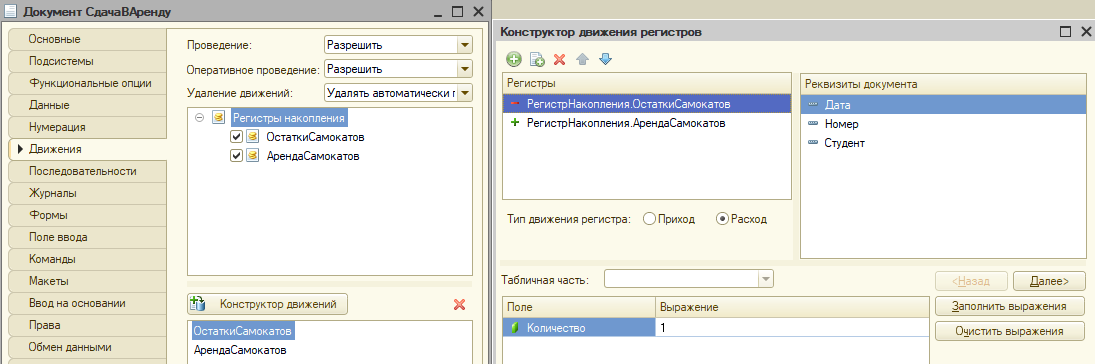 Документ СдачаВАренду
Основные
Подсистемы
Функциональные опции
Данные
Нумерация
Движения
Последовательности
Журналы
Формы
Поле ввода
Команды
Макеты
Ввод на основании
Права
Обмен данными
Проведение: Разрешить
Оперативное проведение: Разрешить
Удаление движений: Удалять автоматически г
Регистры накопления
ОстаткиСамокатов
АрендаСамокатов
Конструктор движений
ОстаткиСамокатов
АрендаСамокатов
Конструктор движения регистров
Регистры
РегистрНакопления.ОстаткиСамокатов
РегистрНакопления.АрендаСамокатов
Реквизиты документа
Дата
Номер
Студент
Тип движения регистра: Приход Расход
Табличная часть:
<Назад Далее>
Поле Выражение
Количество 1
Заполнить выражения
Очистить выражения